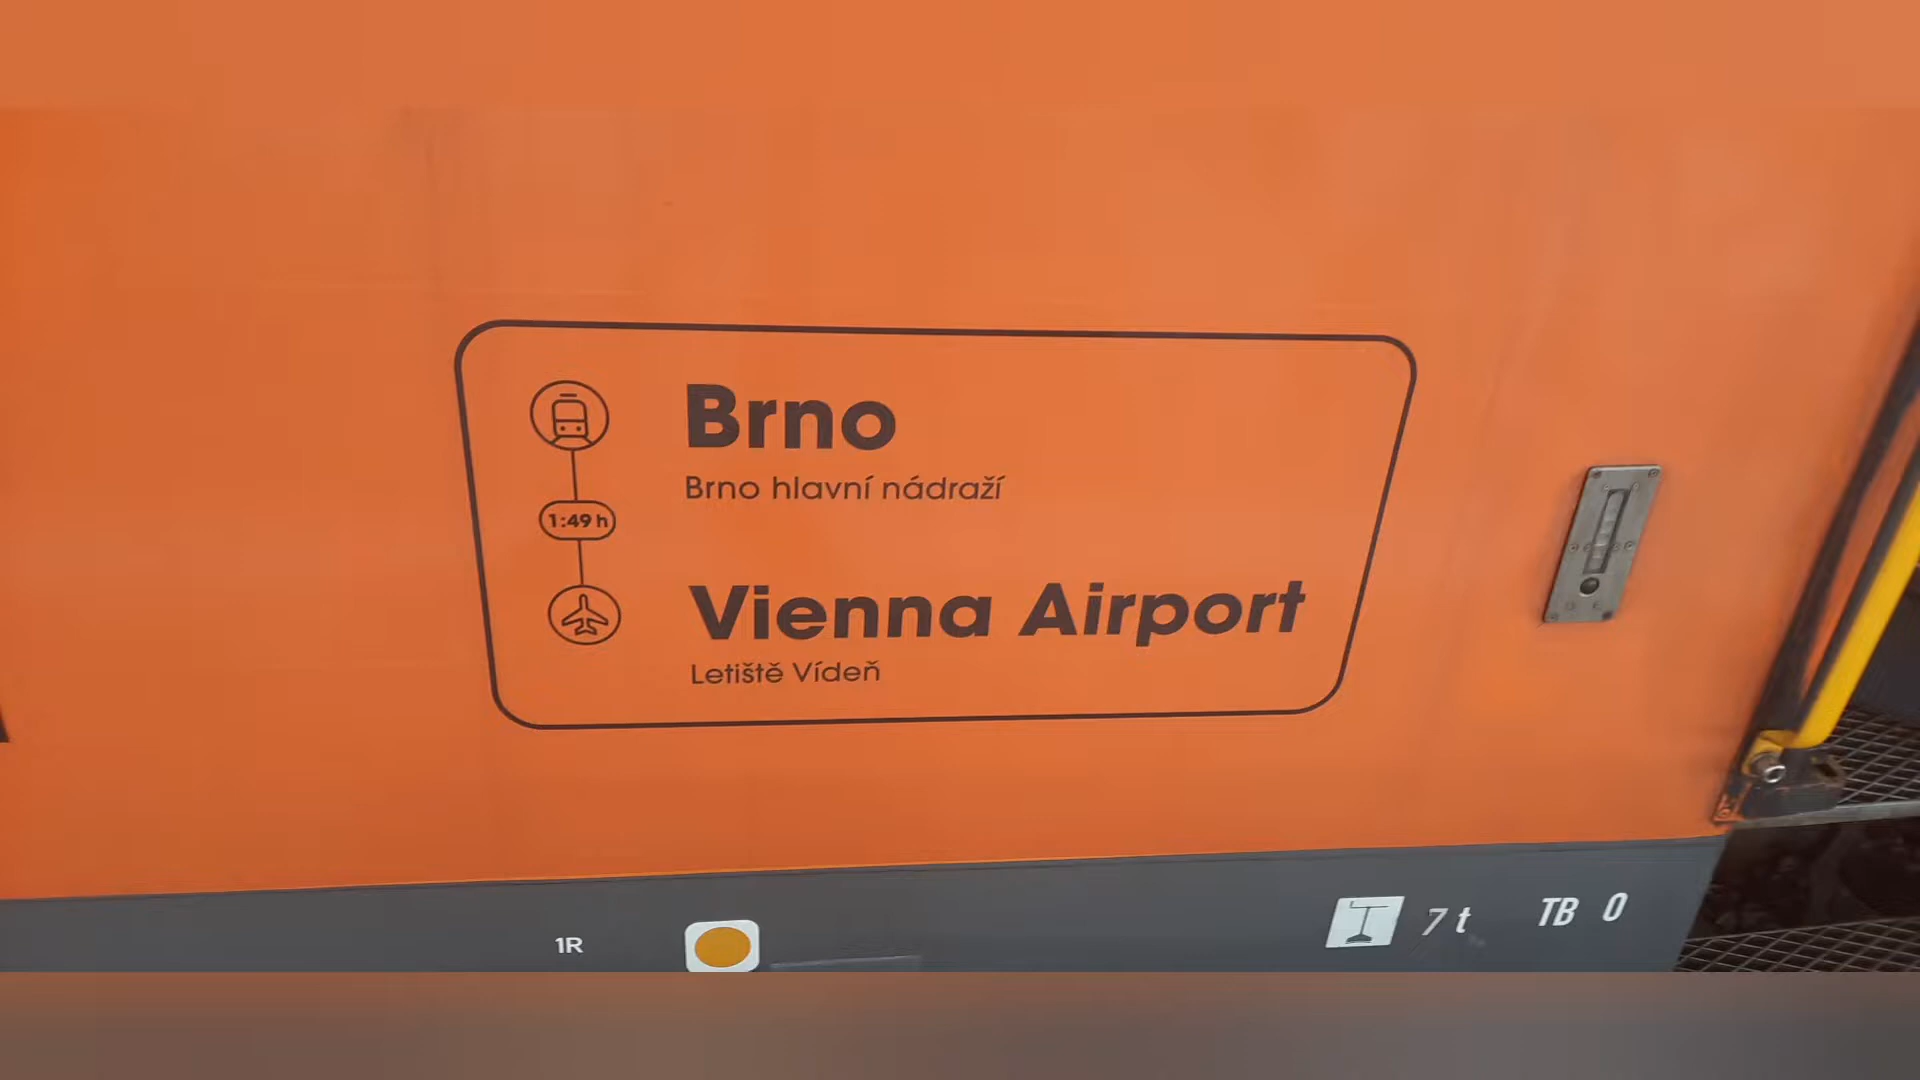 Brno
Brno hlavní nádraží
1:49 h
Vienna Airport
Letiště Vídeň
1R
7 t
TB 0